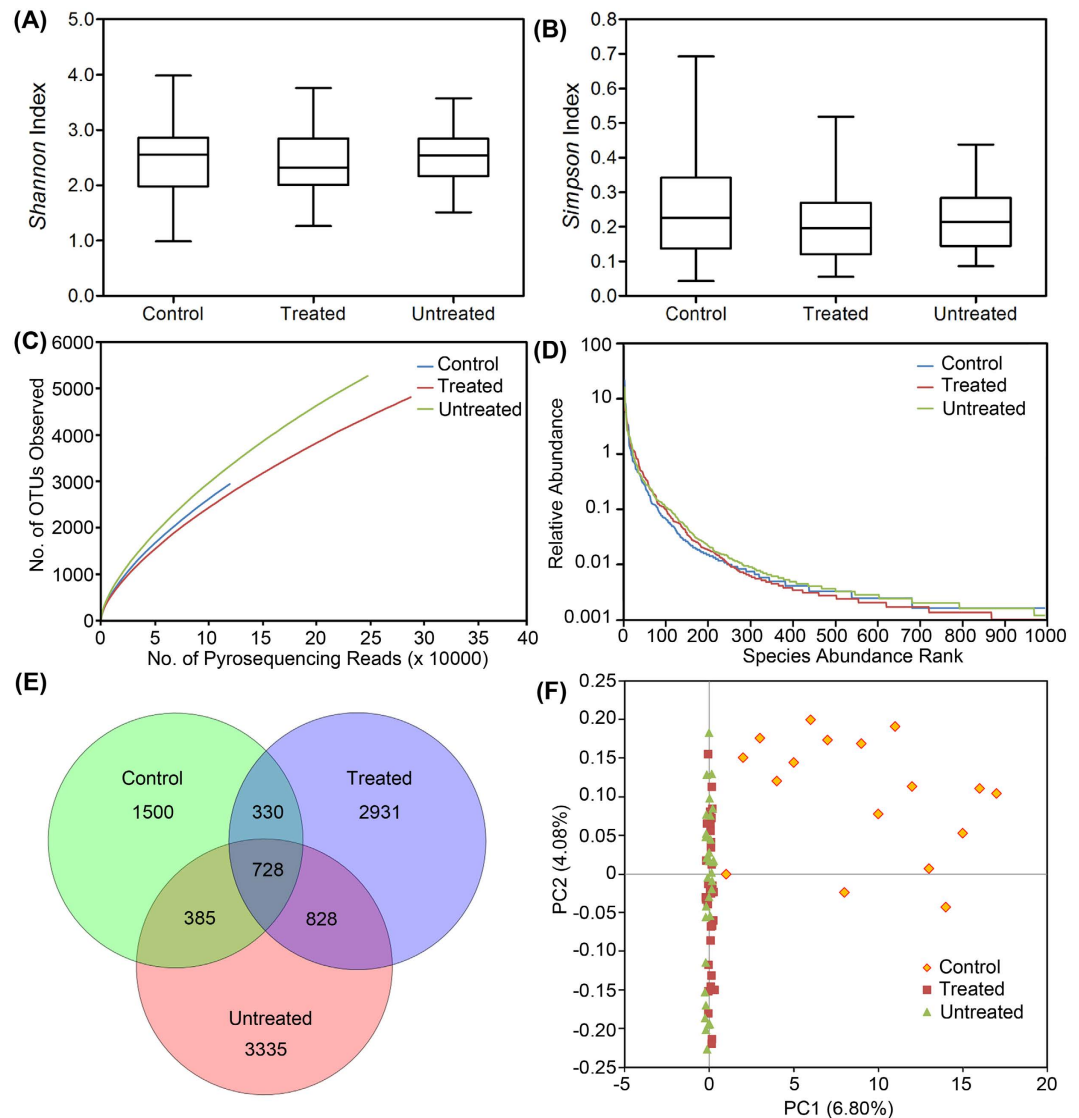 (A)
5.0
4.0
3.0
2.0
1.0
0.0
Shannon Index
Control Treated Untreated
(B)
0.8
0.7
0.6
0.5
0.4
0.3
0.2
0.1
0.0
Simpson Index
Control Treated Untreated
(C)
6000
5000
4000
3000
2000
1000
0
No. of OTUs Observed
Control
Treated
Untreated
0 5 10 15 20 25 30 35 40
No. of Pyrosequencing Reads (x 10000)
(D)
100
10
1
0.1
0.01
0.001
Relative Abundance
Control
Treated
Untreated
0 100 200 300 400 500 600 700 800 900 1000
Species Abundance Rank
(E)
Control
1500
Treated
2931
330
728
385
828
Untreated
3335
(F)
0.25
0.20
0.15
0.10
0.05
0
-0.05
-0.10
-0.15
-0.20
-0.25
PC2 (4.08%)
Control
Treated
Untreated
-5 0 5 10 15 20
PC1 (6.80%)